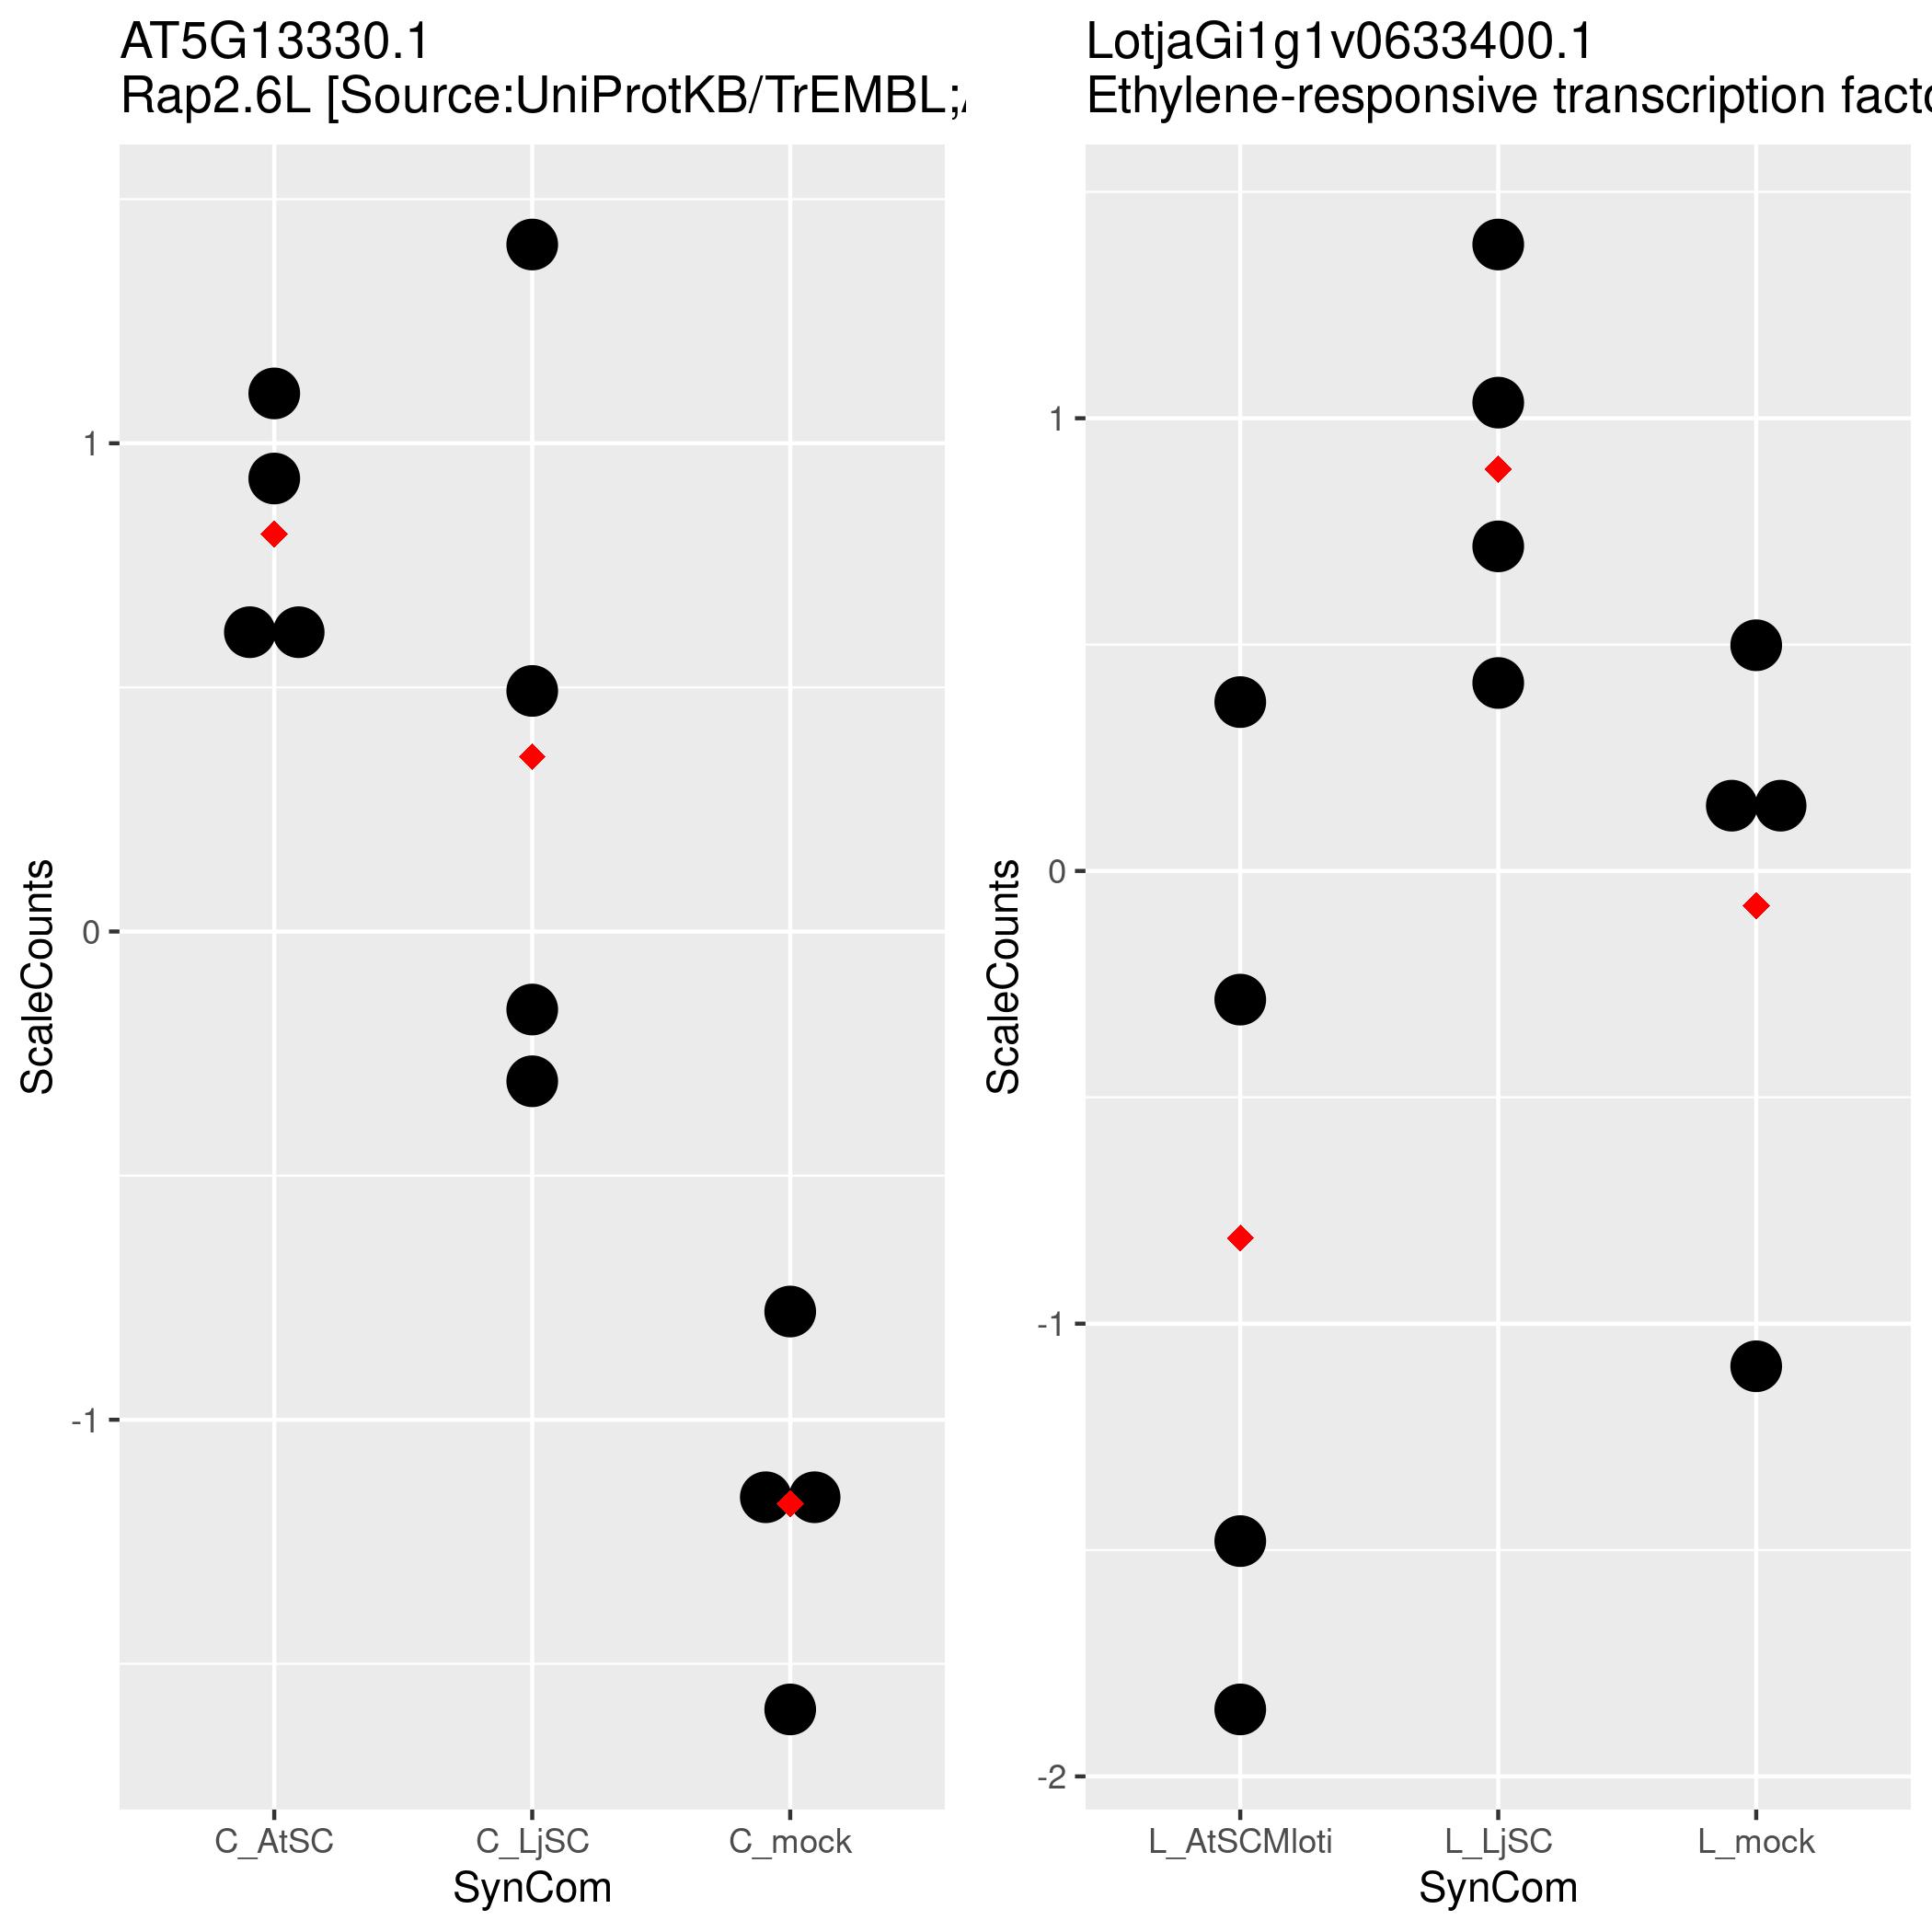 AT5G13330.1
Rap2.6L [Source:UniProtKB/TrEMBL;
ScaleCounts
1
0
-1
C_AtSC C_LjSC C_mock
SynCom
LotjaGi1g1v0633400.1
Ethylene-responsive transcription
ScaleCounts
1
0
-1
-2
L_AtSCMloti L_LjSC L_mock
SynCom